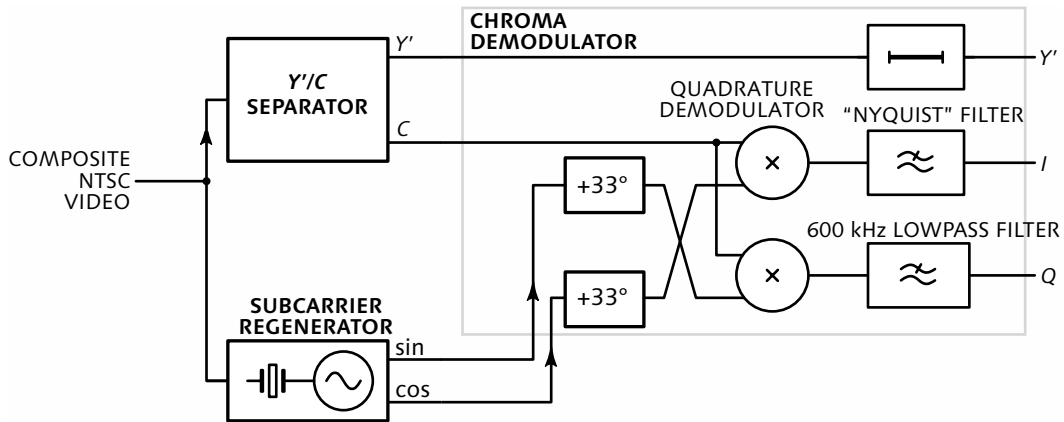 CHROMA
DEMODULATOR
Y'
Y'/C
SEPARATOR
Y'
QUADRATURE
DEMODULATOR
"NYQUIST" FILTER
C
×
I
COMPOSITE
NTSC
VIDEO
+33°
600 kHz LOWPASS FILTER
×
Q
+33°
SUBCARRIER
REGENERATOR
sin
cos